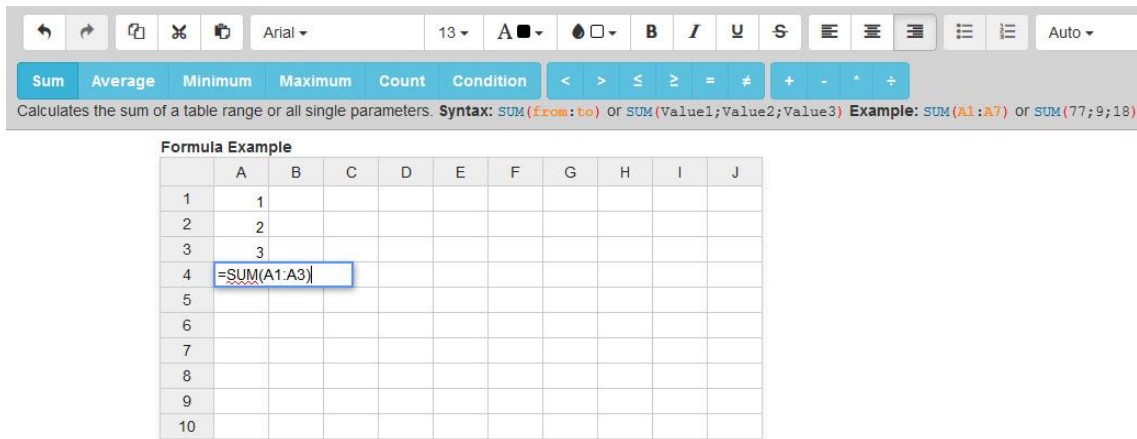 Arial 13 A B I U S Auto
Sum Average Minimum Maximum Count Condition < > ≤ ≥ = ≠ + - * ÷
Calculates the sum of a table range or all single parameters. Syntax: SUM(from:to) or SUM(Value1;Value2;Value3) Example: SUM(A1:A7) or SUM(77;9;18)
Formula Example
A B C D E F G H I J
1 1
2 2
3 3
4 =SUM(A1:A3)
5
6
7
8
9
10